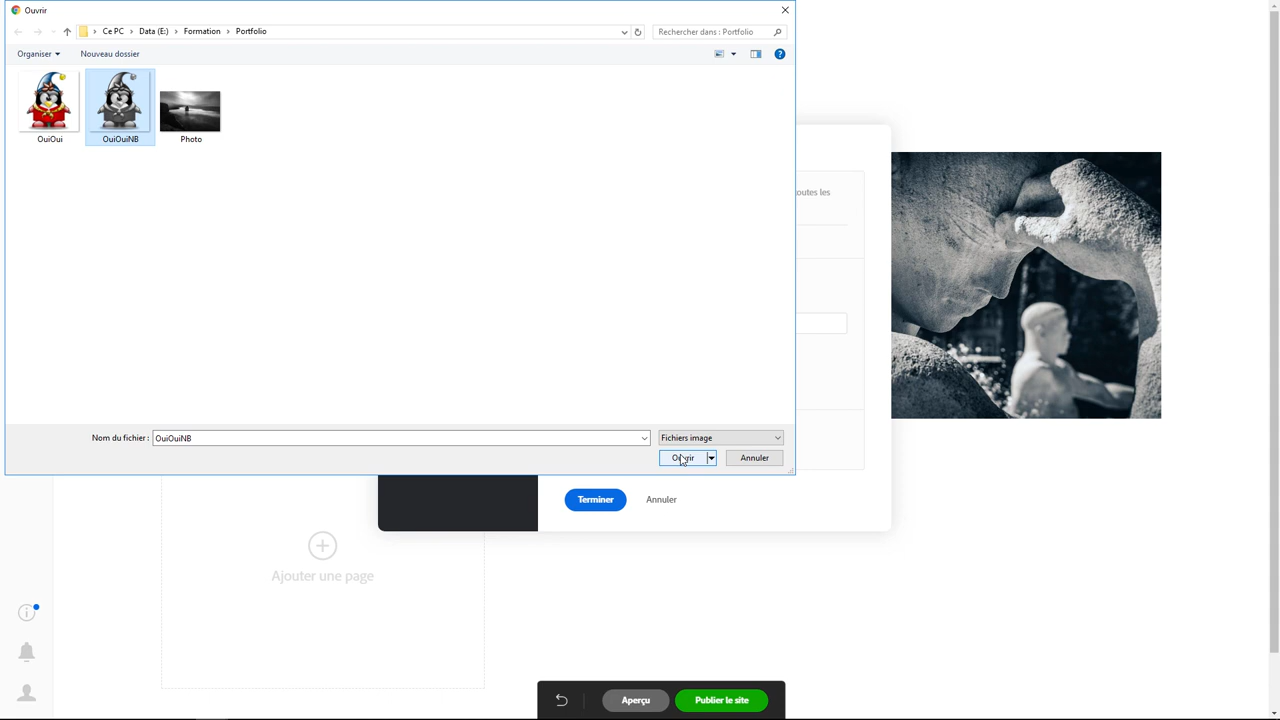 Ouvrir
Ce PC > Data (E:) > Formation > Portfolio
Rechercher dans : Portfolio
Organiser
Nouveau dossier
OuiOui
OuiOuiNB
Photo
outes les
Nom du fichier :
OuiOuiNB
Fichiers image
Ouvrir
Annuler
Terminer
Annuler
Ajouter une page
Aperçu
Publier le site